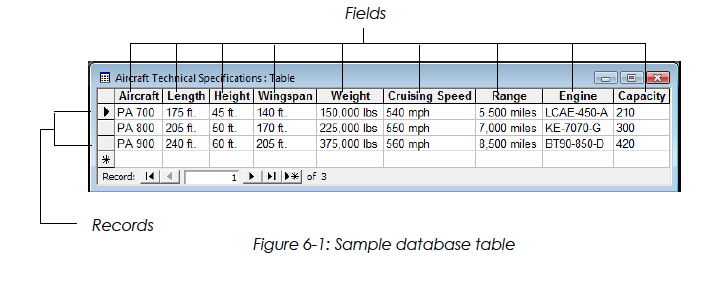 Fields
Aircraft Technical Specifications : Table
Aircraft Length Height Wingspan Weight Cruising Speed Range Engine Capacity
PA 700 175 ft. 45 ft. 140 ft. 150,000 lbs 540 mph 5,500 miles LCAE-450-A 210
PA 800 205 ft. 50 ft. 170 ft. 225,000 lbs 550 mph 7,000 miles KE-7070-G 300
PA 900 240 ft. 60 ft. 205 ft. 375,000 lbs 560 mph 8,500 miles BT90-850-D 420
Record: 1 of 3
Records
Figure 6-1: Sample database table